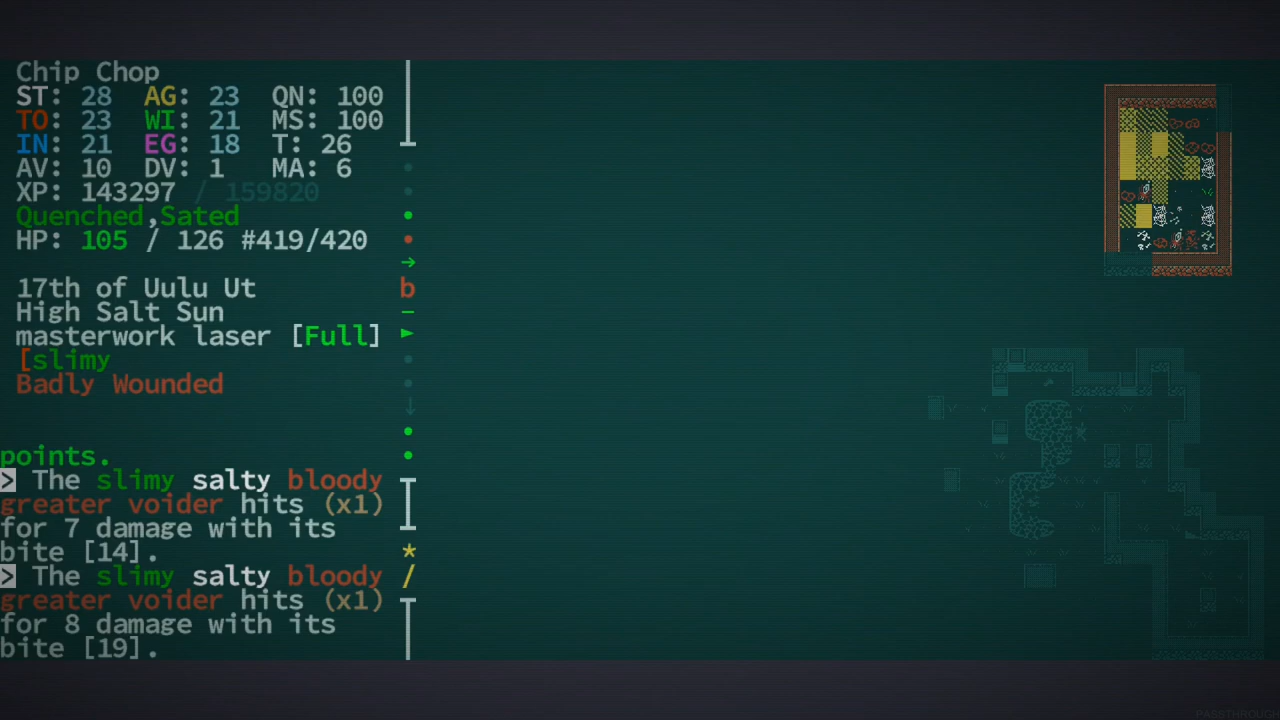 Chip Chop
ST: 28 AG: 23 QN: 100
TO: 23 WI: 21 MS: 100
IN: 21 EG: 18 T: 26
AV: 10 DV: 1 MA: 6
XP: 143297 / 159820
Quenched,Sated
HP: 105 / 126 #419/420
17th of Uulu Ut
High Salt Sun
masterwork laser [Full]
[slimy
Badly Wounded
b
points.
> The slimy salty bloody
greater voider hits (x1)
for 7 damage with its
bite [14].
> The slimy salty bloody
greater voider hits (x1)
for 8 damage with its
bite [19].
*
/
PASSTHROUGH